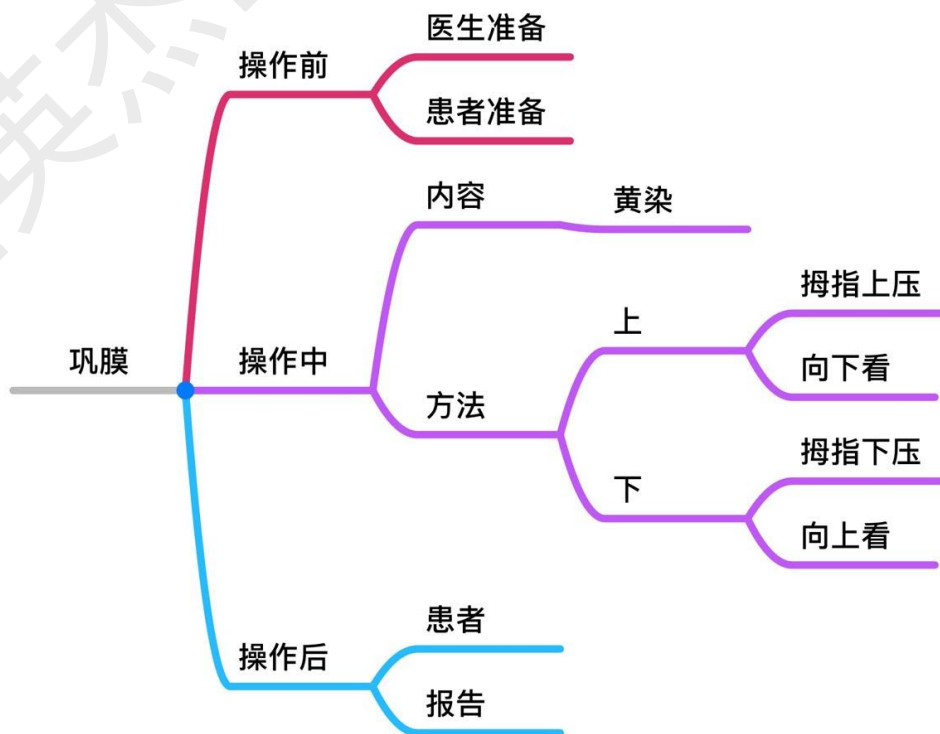 医生准备
操作前
患者准备
内容
黄染
拇指上压
上
向下看
巩膜
操作中
方法
拇指下压
下
向上看
患者
操作后
报告